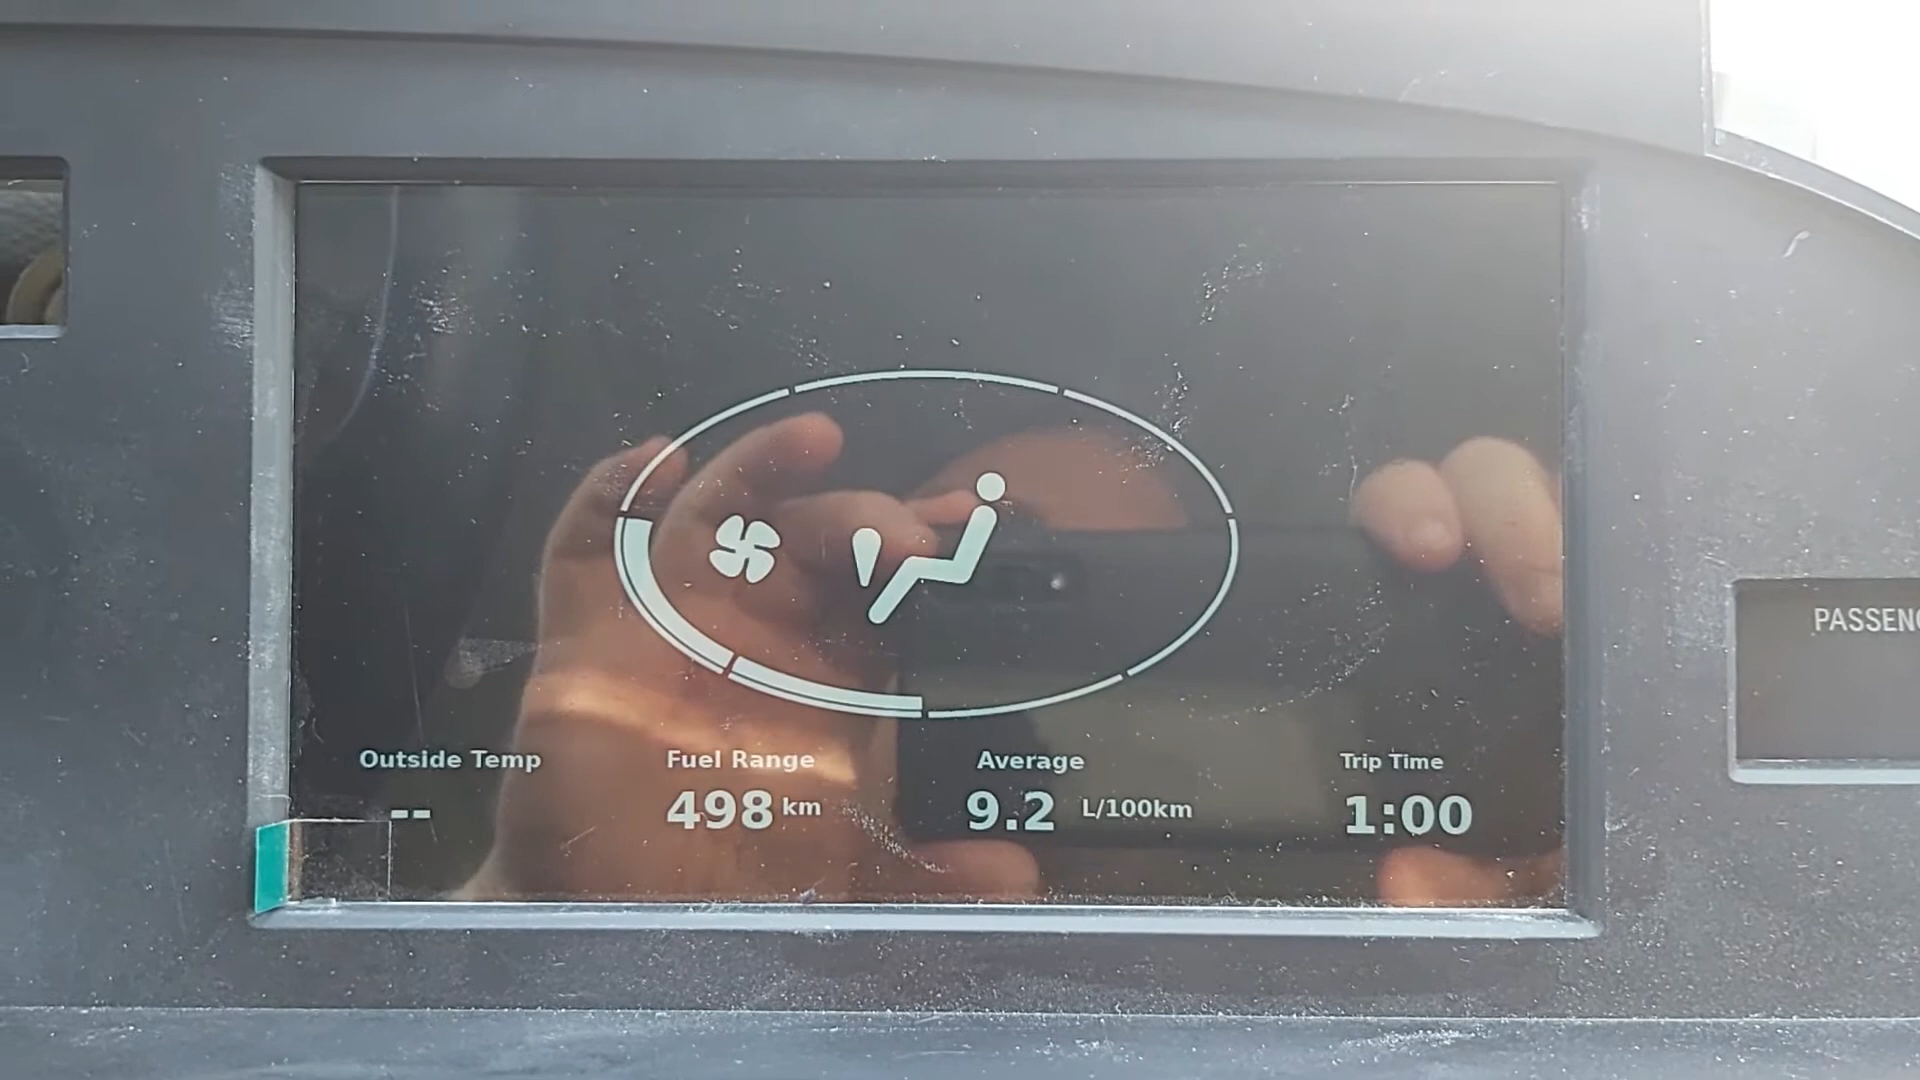 PASSENG
Outside Temp
Fuel Range
Average
Trip Time
--
498 km
9.2 L/100km
1:00